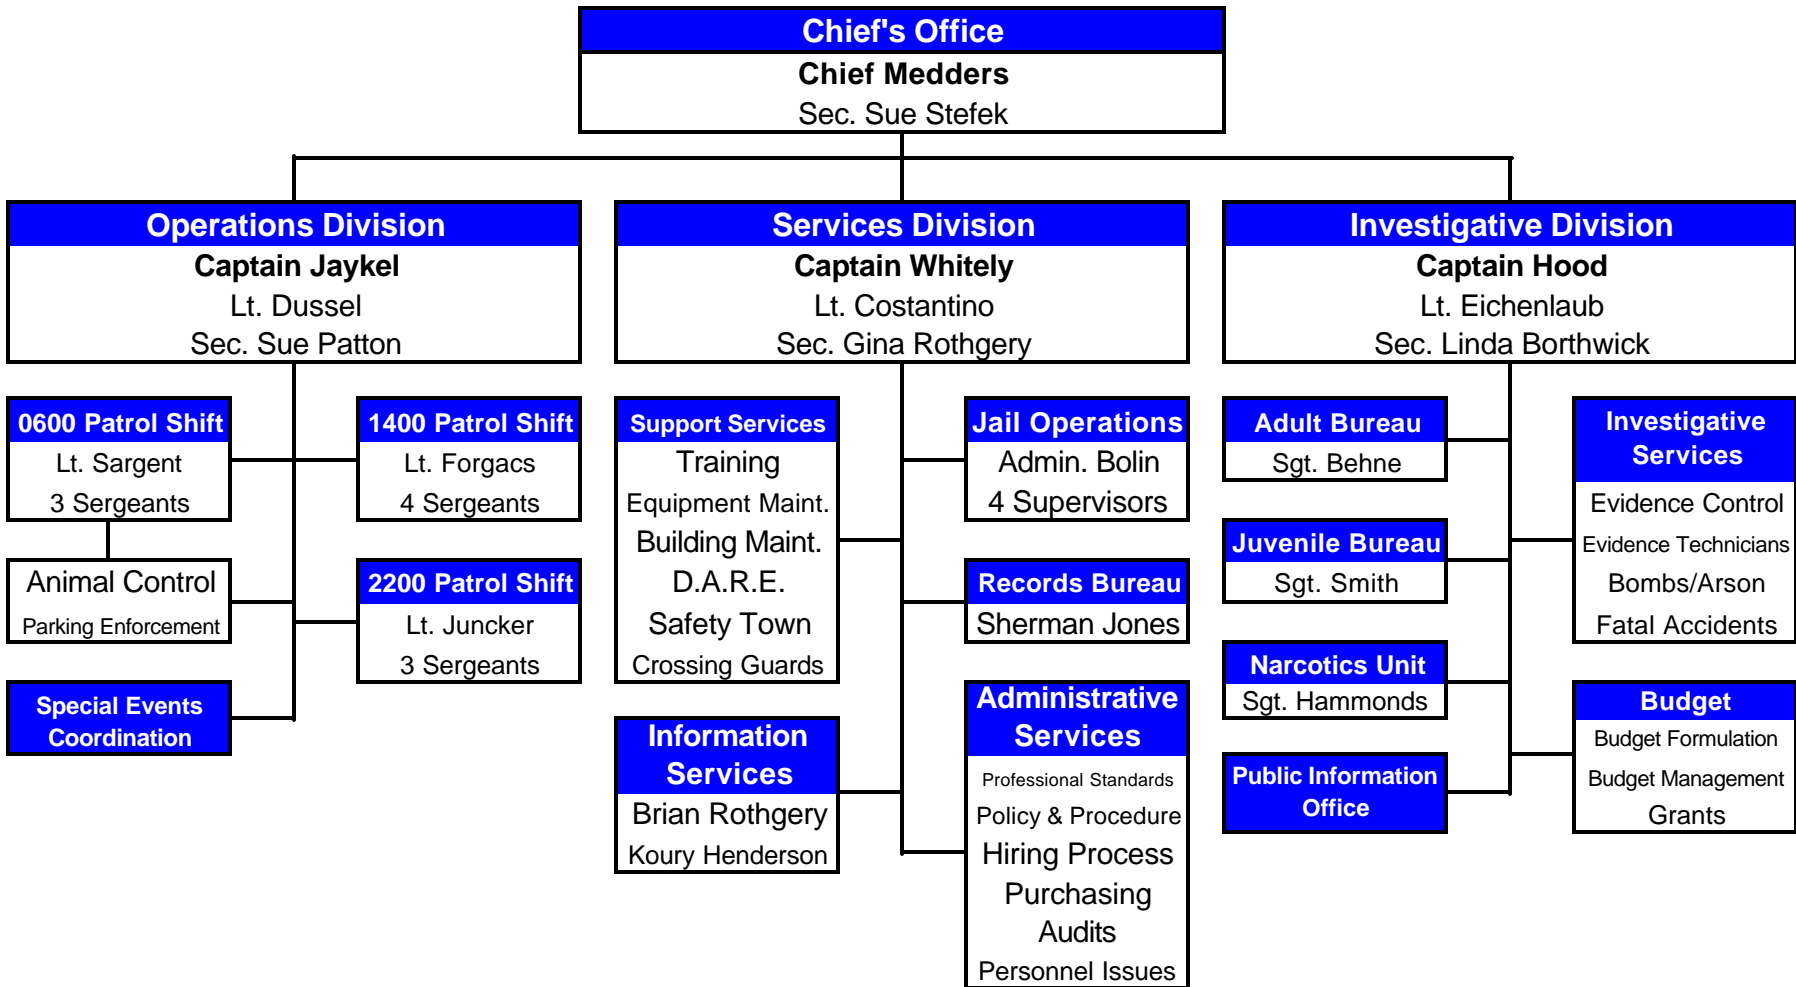 Chief's Office
Chief Medders
Sec. Sue Stefek
Operations Division
Captain Jaykel
Lt. Dussel
Sec. Sue Patton
Services Division
Captain Whitely
Lt. Costantino
Sec. Gina Rothgery
Investigative Division
Captain Hood
Lt. Eichenlaub
Sec. Linda Borthwick
0600 Patrol Shift
Lt. Sargent
3 Sergeants
1400 Patrol Shift
Lt. Forgacs
4 Sergeants
Animal Control
Parking Enforcement
2200 Patrol Shift
Lt. Juncker
3 Sergeants
Special Events
Coordination
Support Services
Training
Equipment Maint.
Building Maint.
D.A.R.E.
Safety Town
Crossing Guards
Jail Operations
Admin. Bolin
4 Supervisors
Records Bureau
Sherman Jones
Information
Services
Brian Rothgery
Koury Henderson
Administrative
Services
Professional Standards
Policy & Procedure
Hiring Process
Purchasing
Audits
Personnel Issues
Adult Bureau
Sgt. Behne
Juvenile Bureau
Sgt. Smith
Narcotics Unit
Sgt. Hammonds
Public Information
Office
Investigative
Services
Evidence Control
Evidence Technicians
Bombs/Arson
Fatal Accidents
Budget
Budget Formulation
Budget Management
Grants